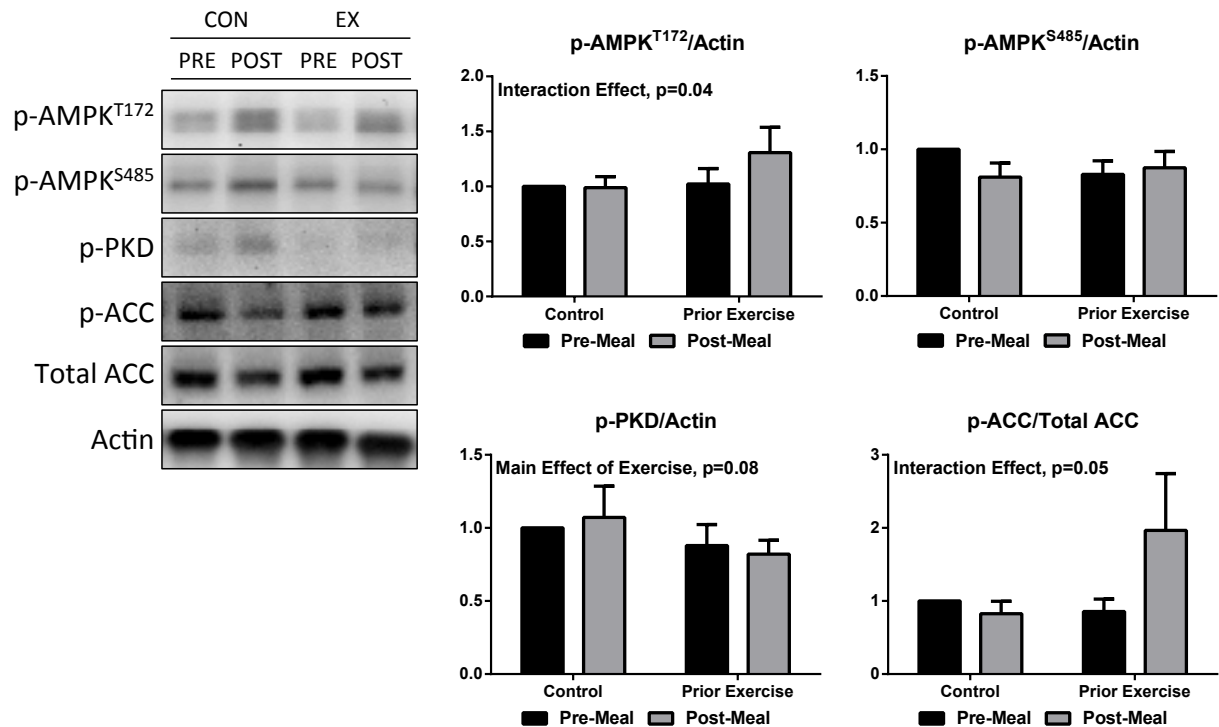 CON EX
PRE POST PRE POST
p-AMPK^T172
p-AMPK^S485
p-PKD
p-ACC
Total ACC
Actin
p-AMPK^T172/Actin
2.0
1.5
1.0
0.5
0.0
Interaction Effect, p=0.04
Control Prior Exercise
Pre-Meal Post-Meal
p-AMPK^S485/Actin
1.5
1.0
0.5
0.0
Control Prior Exercise
Pre-Meal Post-Meal
p-PKD/Actin
1.5
1.0
0.5
0.0
Main Effect of Exercise, p=0.08
Control Prior Exercise
Pre-Meal Post-Meal
p-ACC/Total ACC
3
2
1
0
Interaction Effect, p=0.05
Control Prior Exercise
Pre-Meal Post-Meal